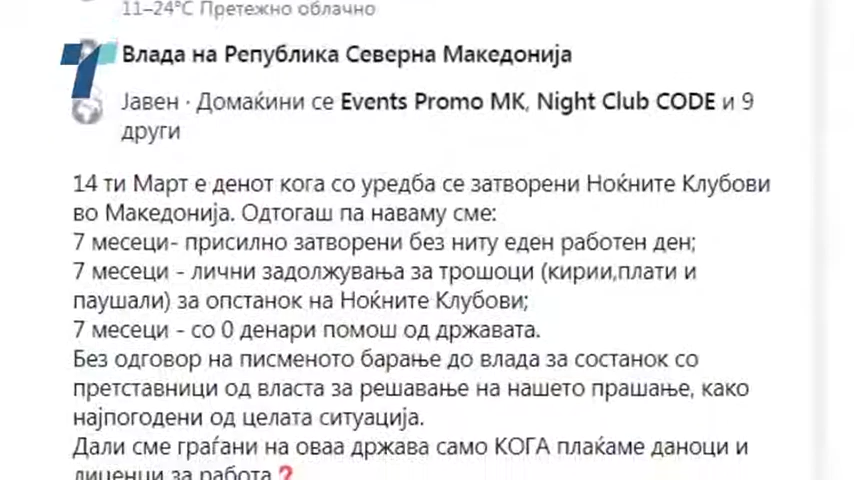 11–24°C Претежно облачно
Влада на Република Северна Македонија
Јавен · Домаќини се Events Promo MK, Night Club CODE и 9
други
14 ти Март е денот кога со уредба се затворени Ноќните Клубови
во Македонија. Одтогаш па наваму сме:
7 месеци- присилно затворени без ниту еден работен ден;
7 месеци - лични задолжувања за трошоци (кирии,плати и
паушали) за опстанок на Ноќните Клубови;
7 месеци - со 0 денари помош од државата.
Без одговор на писменото барање до влада за состанок со
претставници од власта за решавање на нашето прашање, како
најпогодени од целата ситуација.
Дали сме граѓани на оваа држава само КОГА плаќаме даноци и
лиценци за работа❓